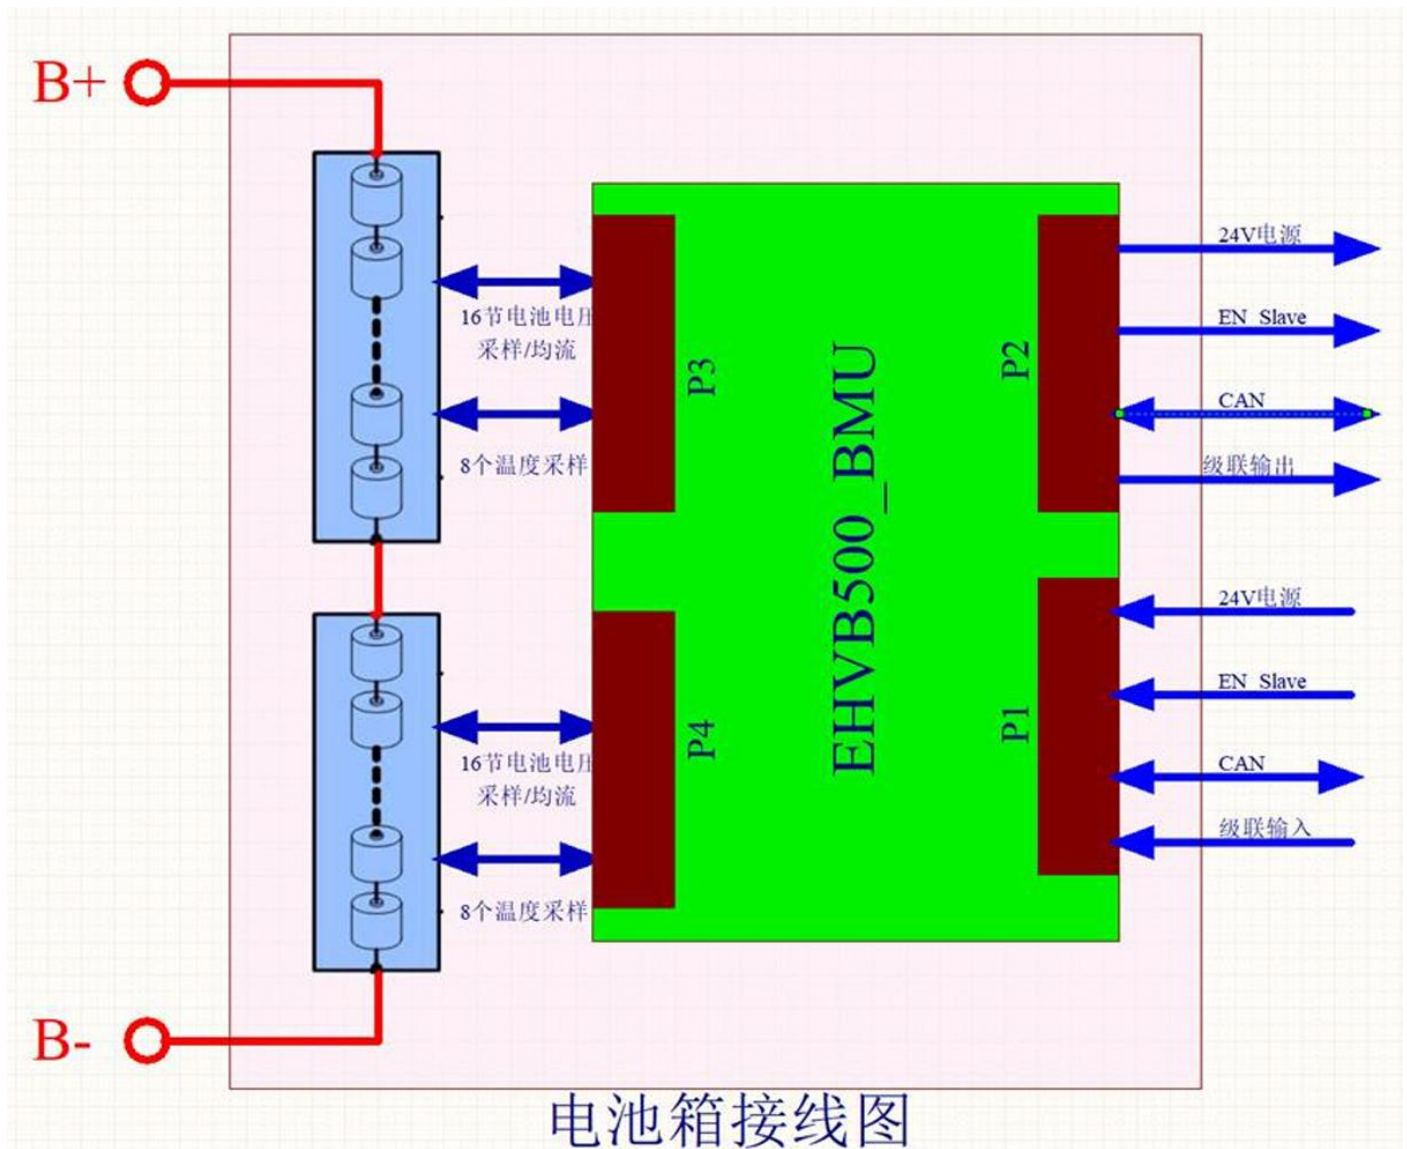 B+
16节电池电压
采样/均流
8个温度采样
P3
16节电池电压
采样/均流
8个温度采样
P4
EHVB500_BMU
P2
24V电源
EN Slave
CAN
级联输出
P1
24V电源
EN Slave
CAN
级联输入
B-
电池箱接线图